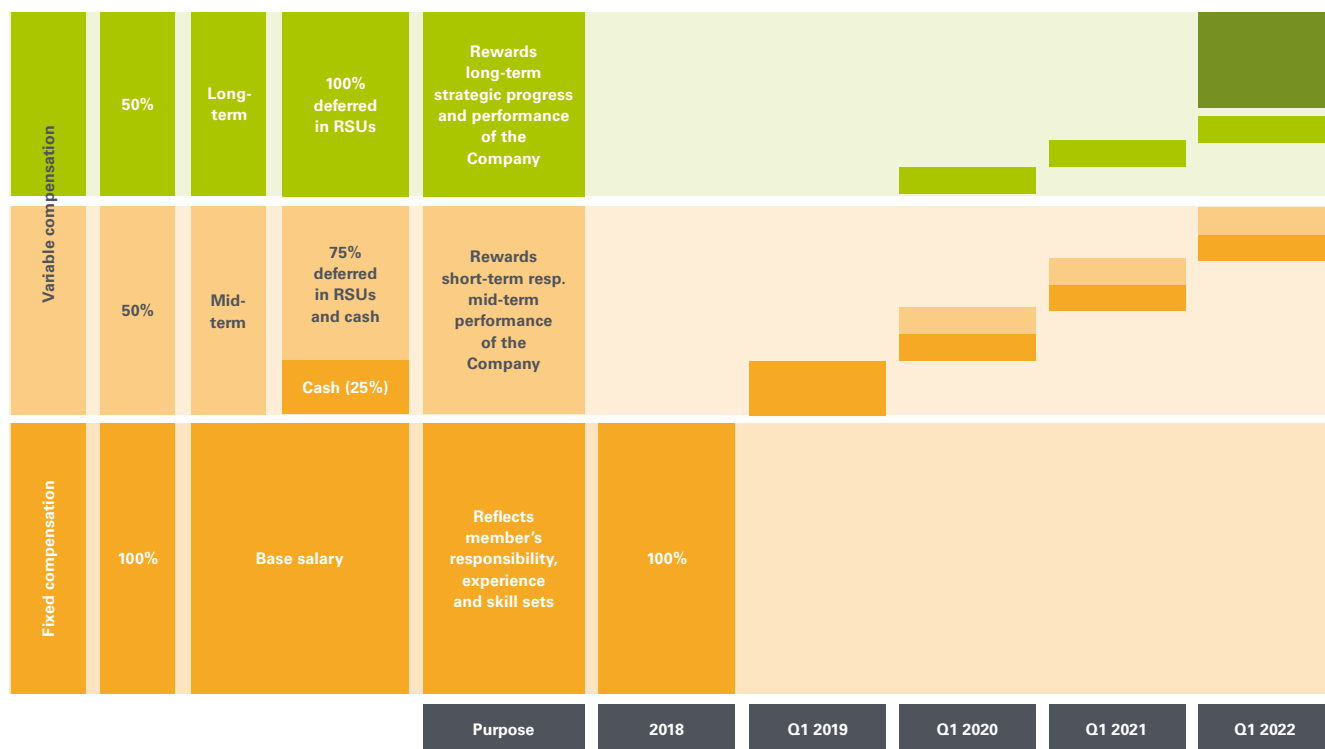 Variable compensation
50%
Long-
term
100%
deferred
in RSUs
Rewards
long-term
strategic progress
and performance
of the
Company
50%
Mid-
term
75%
deferred
in RSUs
and cash
Cash (25%)
Rewards
short-term resp.
mid-term
performance
of the
Company
Fixed compensation
100%
Base salary
Reflects
member's
responsibility,
experience
and skill sets
100%
Purpose
2018
Q1 2019
Q1 2020
Q1 2021
Q1 2022